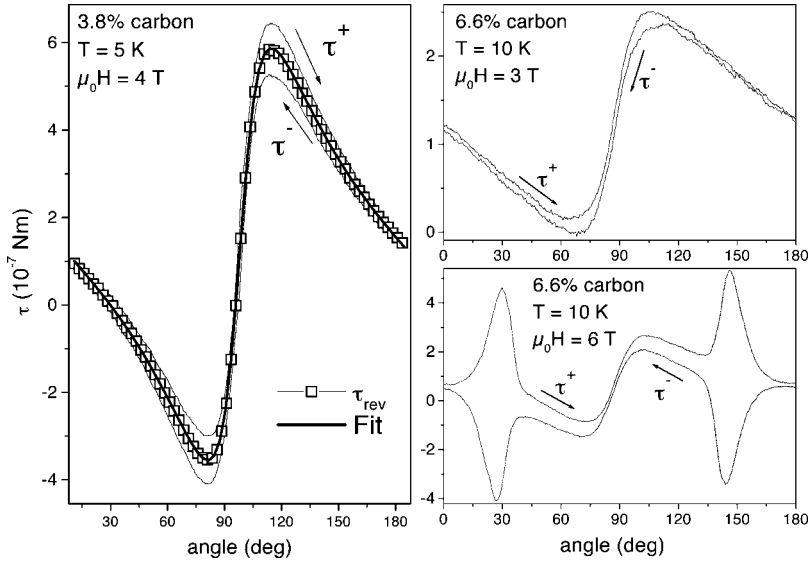 3.8% carbon
T = 5 K
μ₀H = 4 T
τ⁺
τ⁻
τrev
Fit
6
4
2
0
-2
-4
τ (10⁻⁷ Nm)
30 60 90 120 150 180
angle (deg)
6.6% carbon
T = 10 K
μ₀H = 3 T
τ⁻
τ⁺
2
1
0
0 30 60 90 120 150 180
6.6% carbon
T = 10 K
μ₀H = 6 T
τ⁺
τ⁻
4
2
0
-2
-4
0 30 60 90 120 150 180
angle (deg)